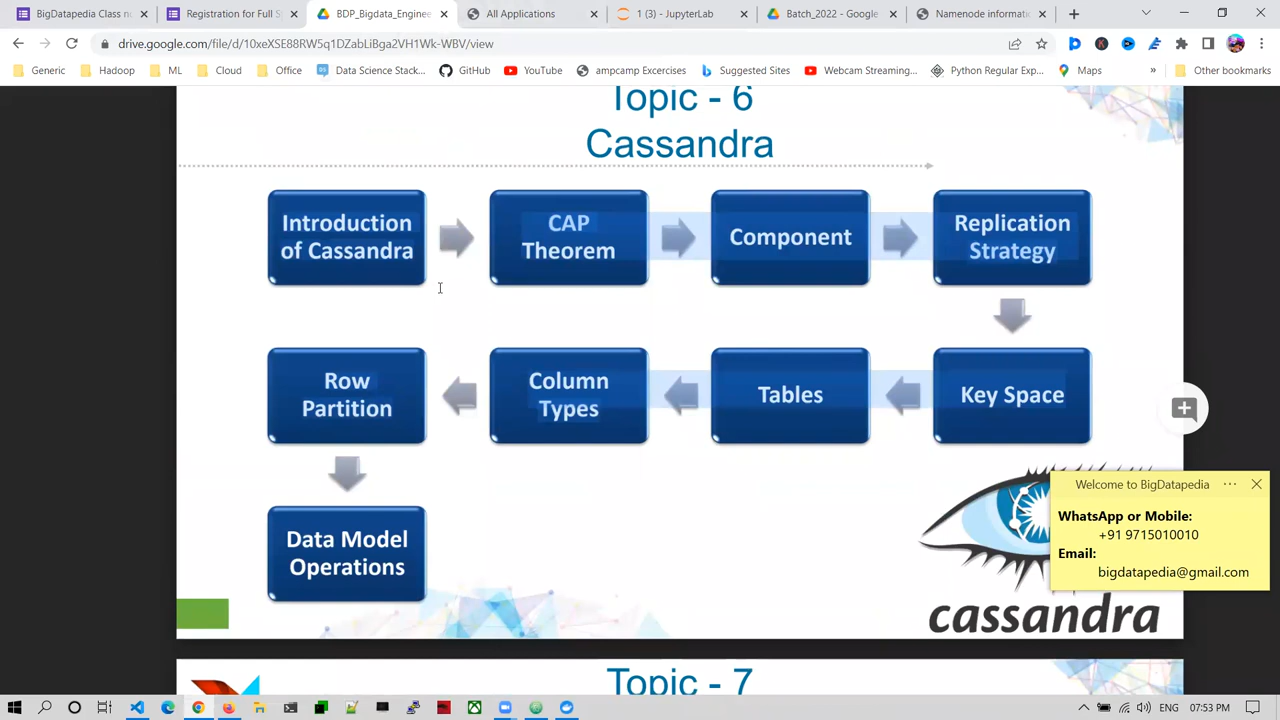 BigDatapedia Class no
Registration for Full S
BDP_Bigdata_Enginee
All Applications
1 (3) - JupyterLab
Batch_2022 - Google
Namenode informati
drive.google.com/file/d/10xeXSE88RW5q1DZabLiBga2VH1Wk-WPV/view
Generic
Hadoop
ML
Cloud
Office
Data Science Stack...
GitHub
YouTube
ampcamp Excercises
Suggested Sites
Webcam Streaming...
Python Regular Exp...
Maps
»
Other bookmarks
Topic - 6
Cassandra
Introduction
of Cassandra
CAP
Theorem
Component
Replication
Strategy
Row
Partition
Column
Types
Tables
Key Space
Data Model
Operations
cassandra
Welcome to BigDatapedia
WhatsApp or Mobile:
+91 9715010010
Email:
bigdatapedia@gmail.com
Topic - 7
ENG
07:53 PM